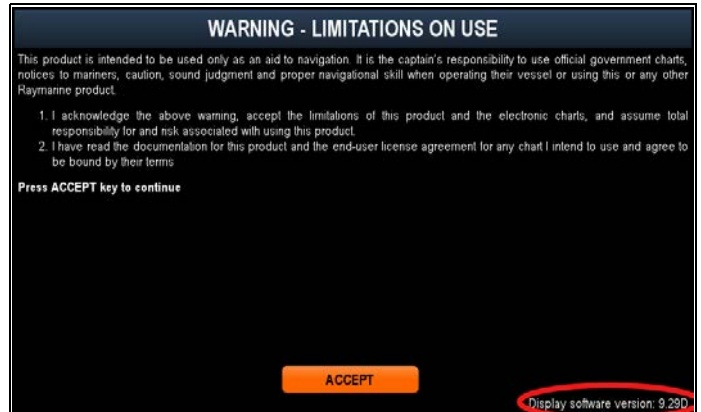 WARNING - LIMITATIONS ON USE
This product is intended to be used only as an aid to navigation. It is the captain's responsibility to use official government charts,
notices to mariners, caution, sound judgment and proper navigational skill when operating their vessel or using this or any other
Raymarine product.
1. I acknowledge the above warning, accept the limitations of this product and the electronic charts, and assume total
responsibility for and risk associated with using this product.
2. I have read the documentation for this product and the end-user license agreement for any chart I intend to use and agree to
be bound by their terms
Press ACCEPT key to continue
ACCEPT
Display software version: 9.29D